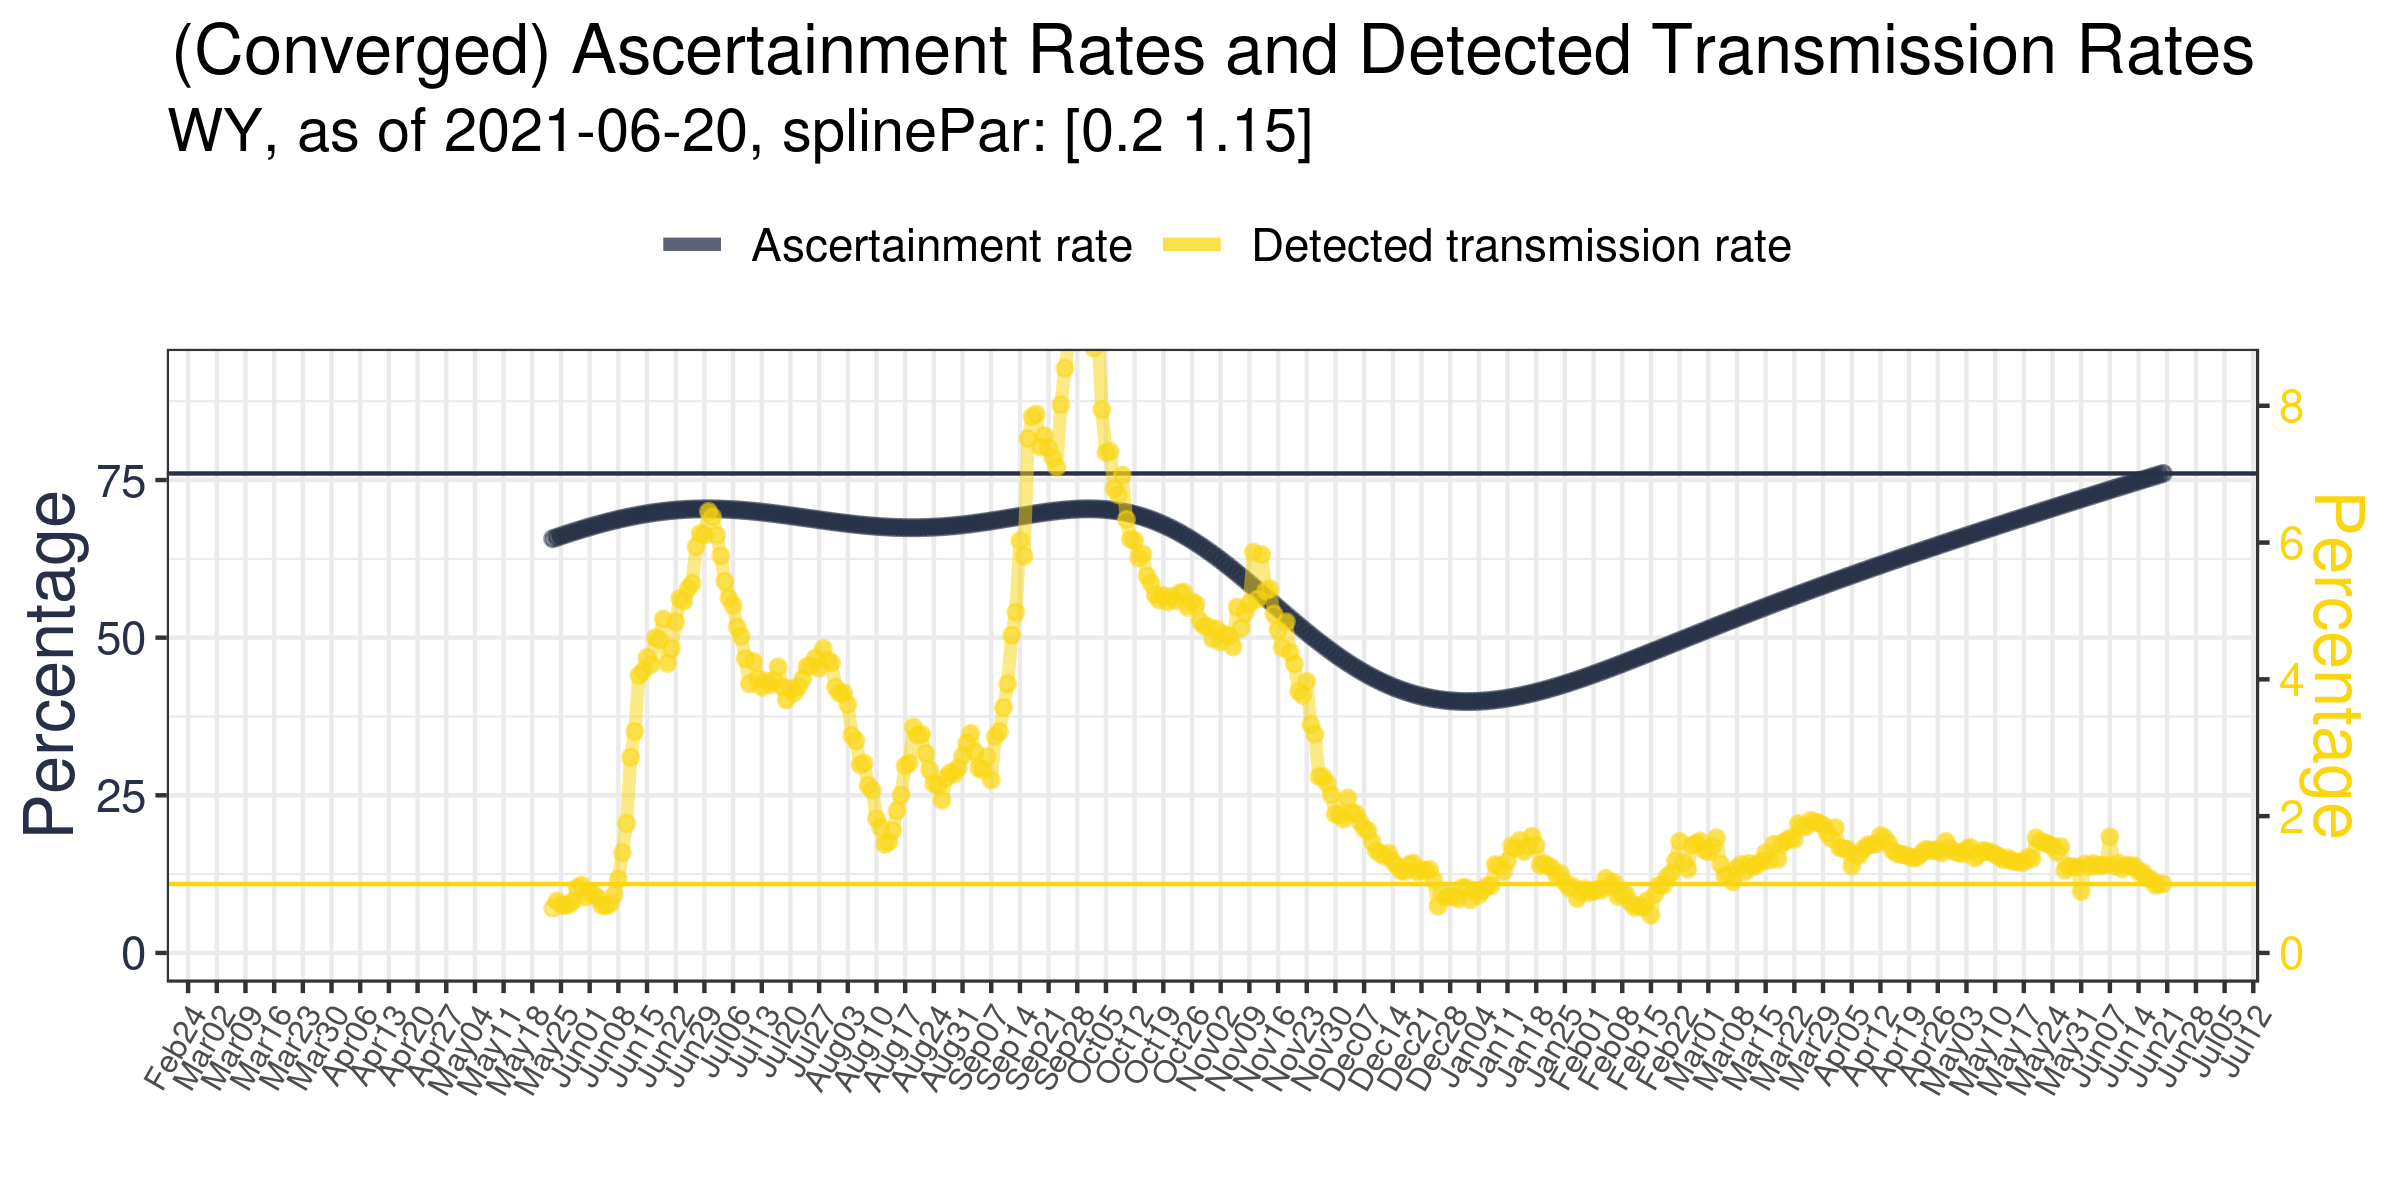 (Converged) Ascertainment Rates and Detected Transmission Rates
WY, as of 2021-06-20, splinePar: [0.2 1.15]
Ascertainment rate
Detected transmission rate
Percentage
75
50
25
0
8
6
4
2
0
Percentage
Feb24
Mar02
Mar09
Mar16
Mar23
Mar30
Apr06
Apr13
Apr20
Apr27
May04
May11
May18
May25
Jun01
Jun08
Jun15
Jun22
Jun29
Jul06
Jul13
Jul20
Jul27
Aug03
Aug10
Aug17
Aug24
Aug31
Sep07
Sep14
Sep21
Sep28
Oct05
Oct12
Oct19
Oct26
Nov02
Nov09
Nov16
Nov23
Nov30
Dec07
Dec14
Dec21
Dec28
Dec04
Jan11
Jan18
Jan25
Feb01
Feb08
Feb15
Feb22
Mar01
Mar08
Mar15
Mar22
Mar29
Mar05
Apr12
Apr19
Apr26
May03
May10
May17
May24
May31
May07
Jun14
Jun21
Jun28
Jul05
Jul12